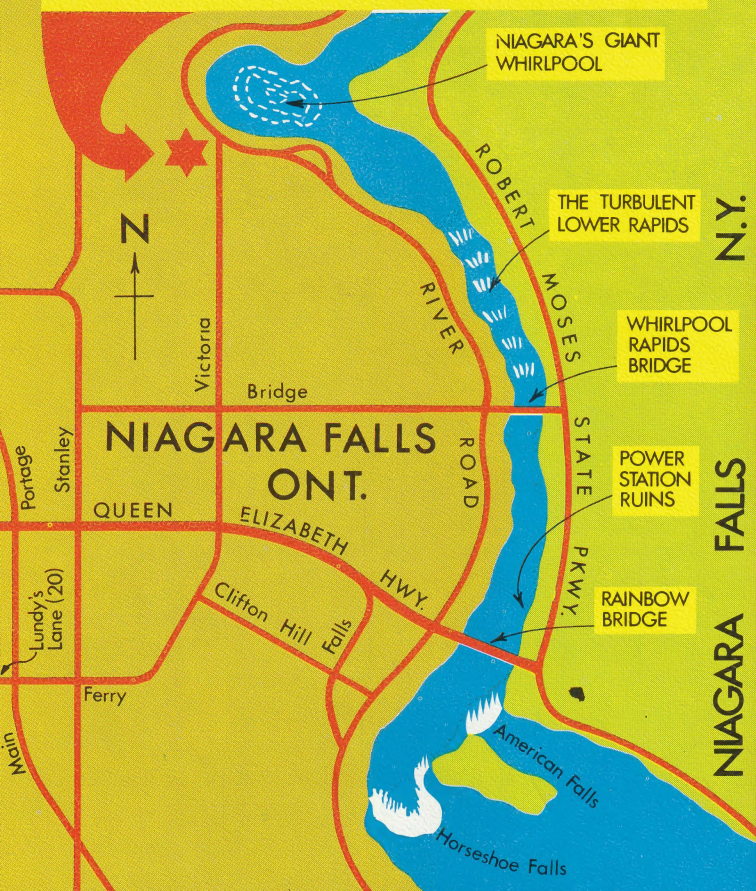 NIAGARA'S GIANT
WHIRLPOOL
ROBERT MOSES STATE PKWY.
THE TURBULENT
LOWER RAPIDS
N
RIVER ROAD
WHIRLPOOL
RAPIDS
BRIDGE
Victoria
Bridge
NIAGARA FALLS
ONT.
Portage
Stanley
QUEEN ELIZABETH HWY.
POWER
STATION
RUINS
Lundy's
Lane (20)
Clifton Hill
Falls
RAINBOW
BRIDGE
Ferry
Main
American Falls
Horseshoe Falls
NIAGARA FALLS N.Y.